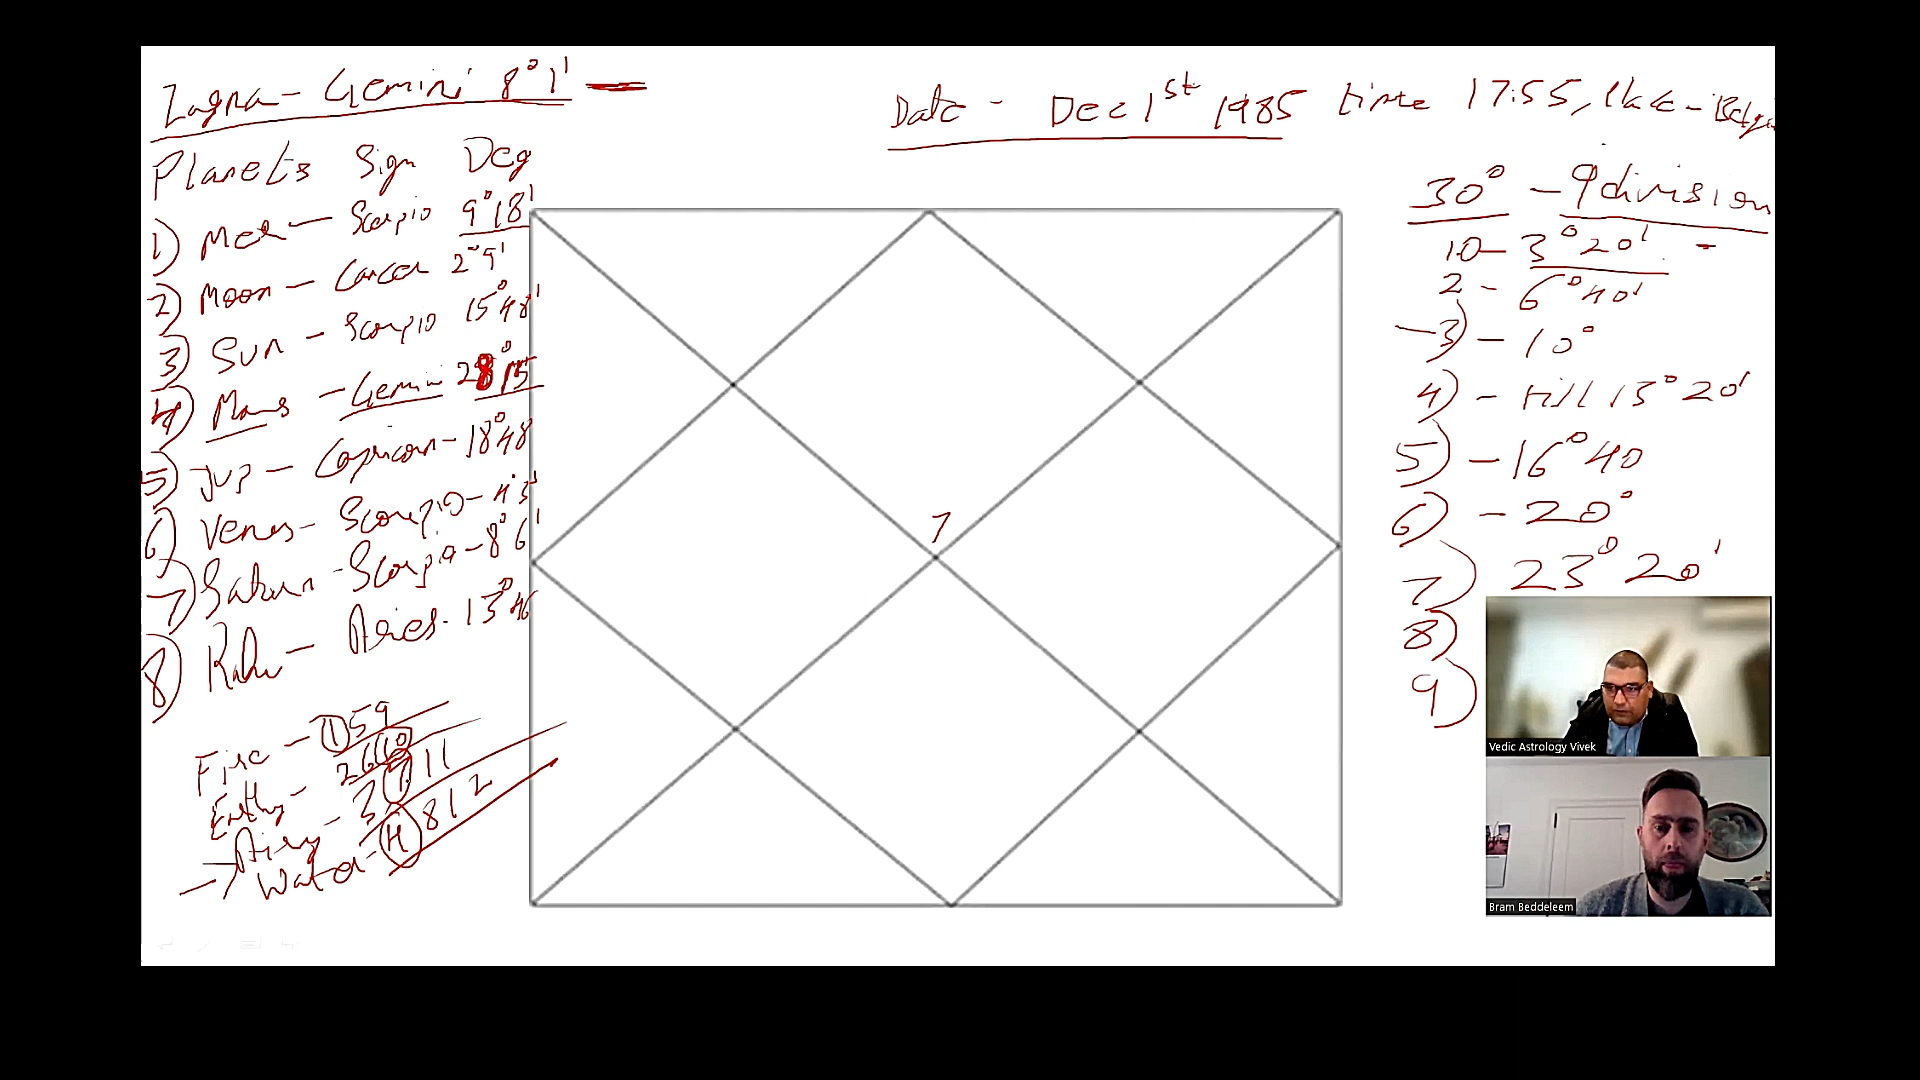 Lagna - Gemini 8°1'
Date - Dec 1st 1985 time 17:55,
Planets Sign Deg
1) Mer - Scorpio 9°18'
2) Moon - Cancer 2°9'
3) Sun - Scorpio 15°48'
4) Mars - Gemini 28°15
5) Jup - Capricorn - 18°48
6) Venus - Scorpio -
7) Saturn - Scorpio - 8°6'
8) Rahu - Aries - 13°46
Fire - 1 5 9
Earthy - 2 6 10
Airy - 3 7 11
Water - 4 8 12
7
30° - 9 division
10 - 3°20'
2 - 6°40'
3) - 10°
4) - till 13°20'
5) - 16°40
6) - 20°
7) 23°20'
8)
9)
Vedic Astrology Vivek
Bram Beddeleem